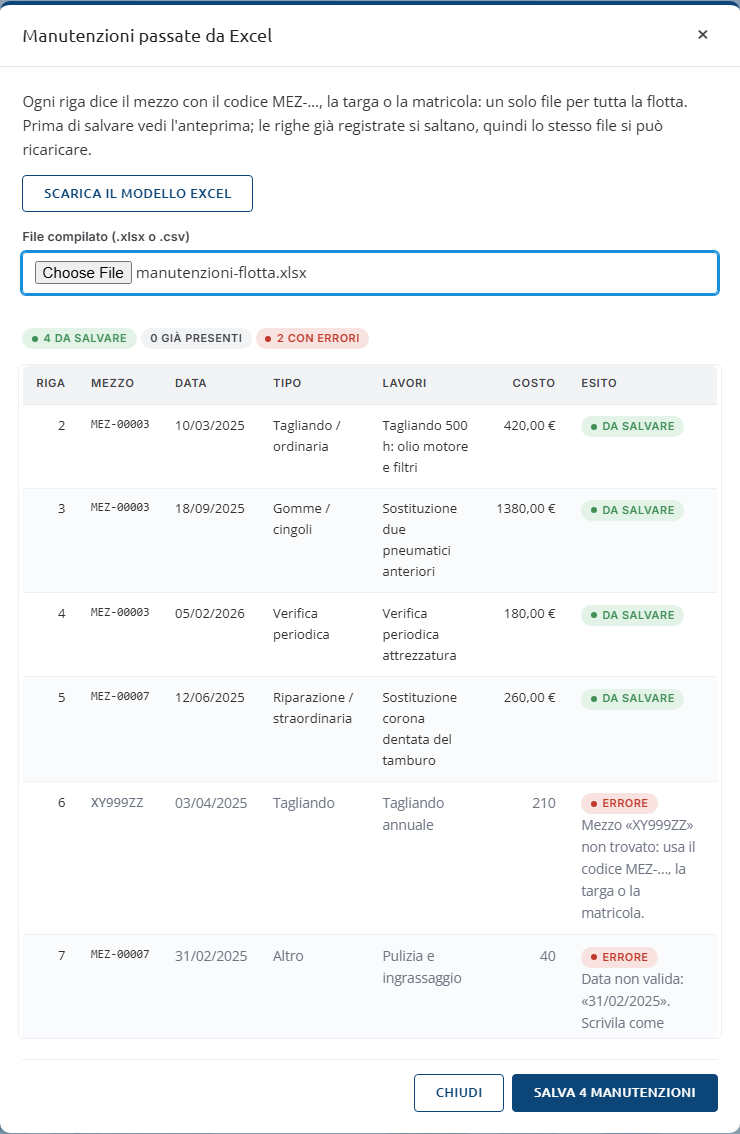 Manutenzioni passate da Excel
×
Ogni riga dice il mezzo con il codice MEZ-…, la targa o la matricola: un solo file per tutta la flotta.
Prima di salvare vedi l'anteprima; le righe già registrate si saltano, quindi lo stesso file si può
ricaricare.
SCARICA IL MODELLO EXCEL
File compilato (.xlsx o .csv)
Choose File manutenzioni-flotta.xlsx
4 DA SALVARE 0 GIÀ PRESENTI 2 CON ERRORI
RIGA MEZZO DATA TIPO LAVORI COSTO ESITO
2 MEZ-00003 10/03/2025 Tagliando / Tagliando 500 420,00 € DA SALVARE
ordinaria h: olio motore
e filtri
3 MEZ-00003 18/09/2025 Gomme / Sostituzione 1380,00 € DA SALVARE
cingoli due
pneumatici
anteriori
4 MEZ-00003 05/02/2026 Verifica Verifica 180,00 € DA SALVARE
periodica periodica
attrezzatura
5 MEZ-00007 12/06/2025 Riparazione / Sostituzione 260,00 € DA SALVARE
straordinaria corona
dentata del
tamburo
6 XY999ZZ 03/04/2025 Tagliando Tagliando 210 ERRORE
annuale Mezzo «XY999ZZ»
non trovato: usa il
codice MEZ-…, la
targa o la
matricola.
7 MEZ-00007 31/02/2025 Altro Pulizia e 40 ERRORE
ingrassaggio Data non valida:
«31/02/2025».
Scrivila come
CHIUDI SALVA 4 MANUTENZIONI